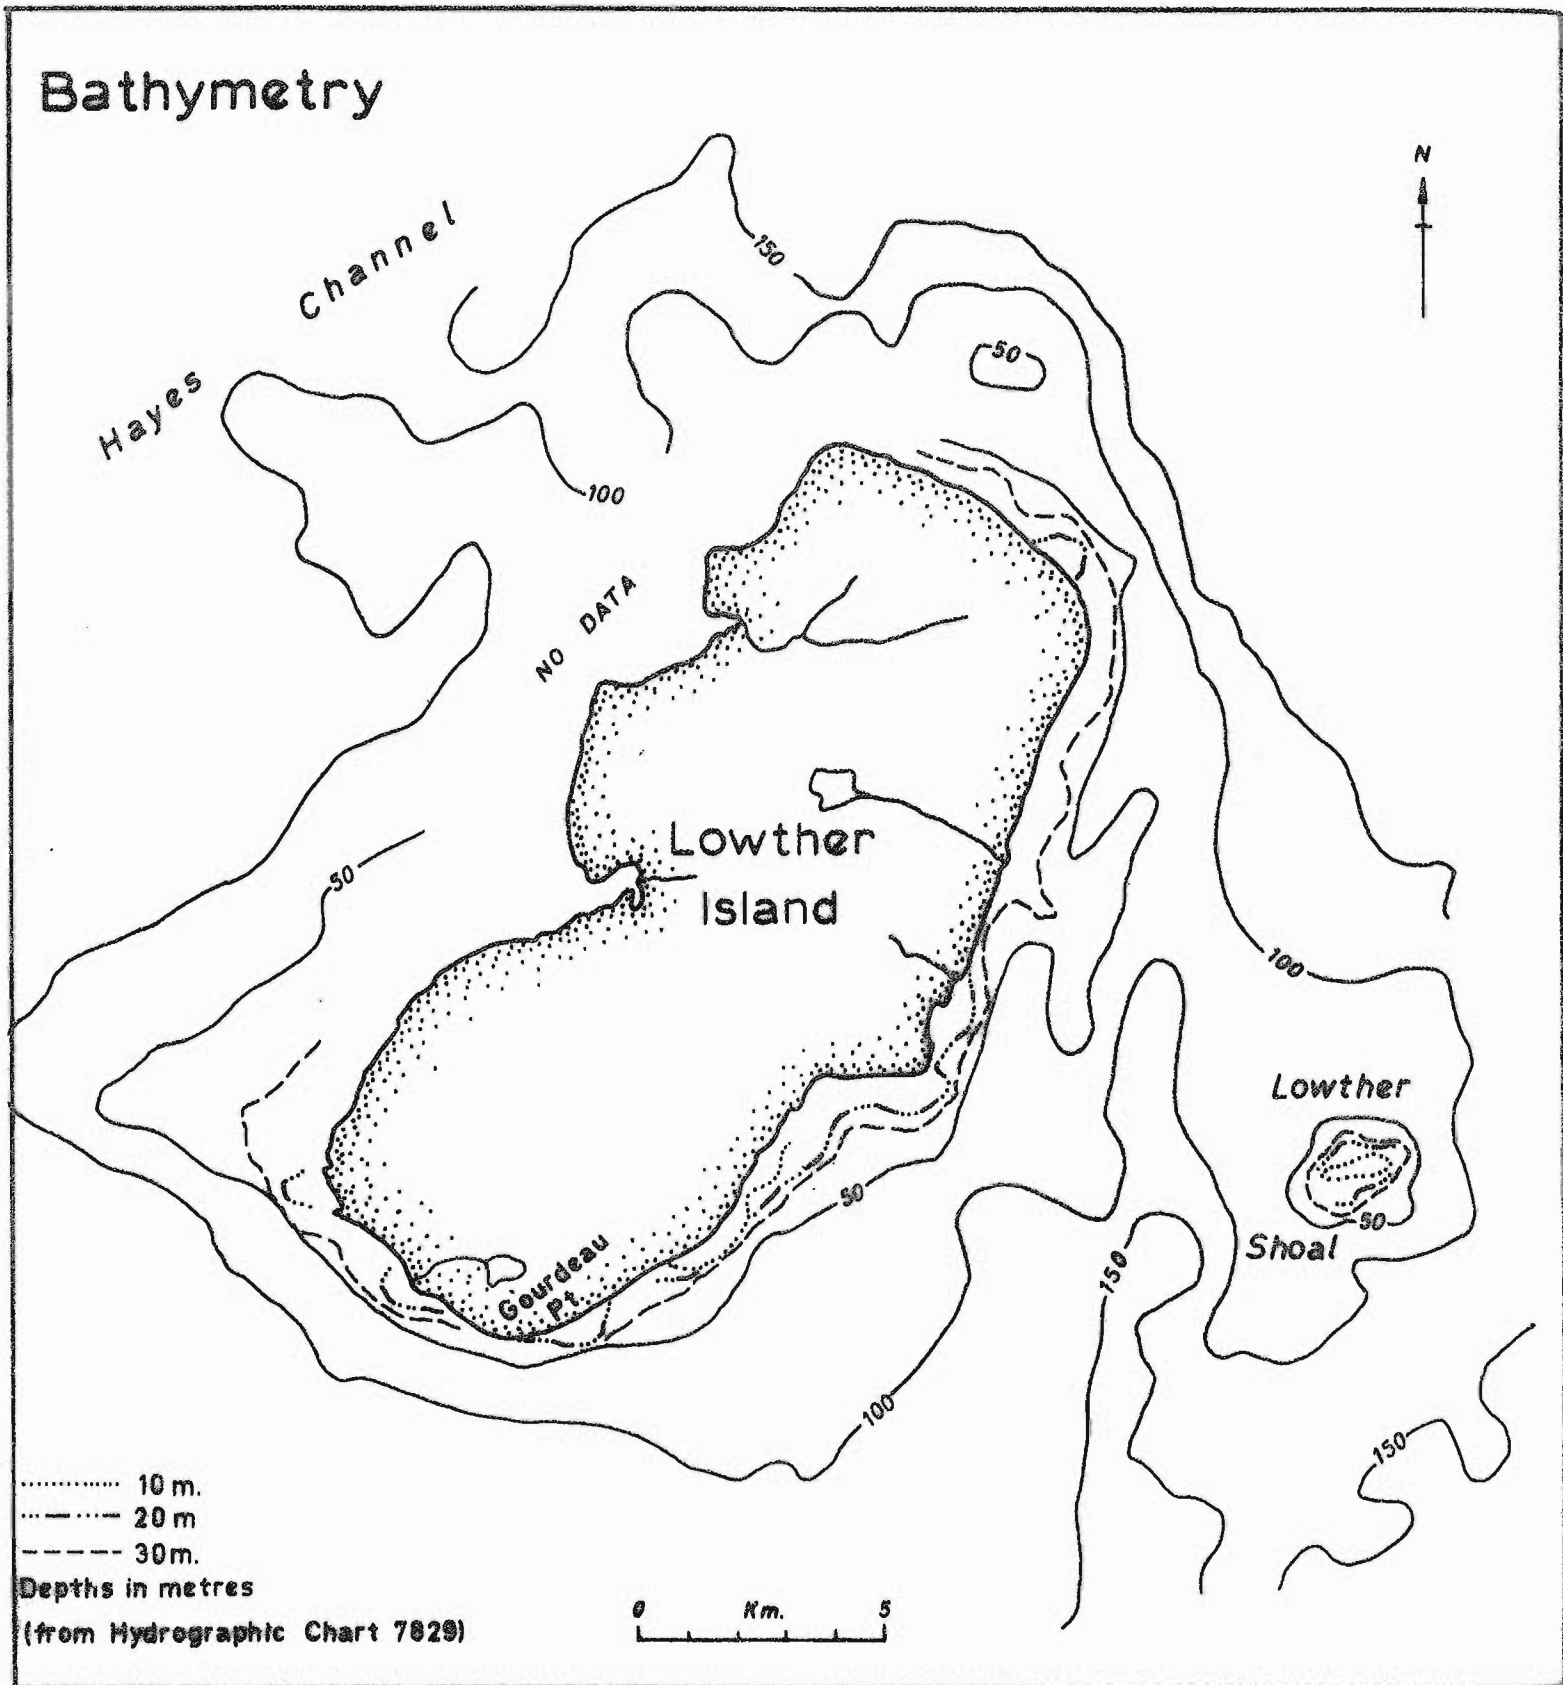 Bathymetry
N
Hayes Channel
150
50
100
NO DATA
Lowther
Island
50
100
Lowther
50
Shoal
50
150
Gourdeau
Pt.
100
150
10 m.
20 m
30 m.
Depths in metres
(from Hydrographic Chart 7829)
0 Km. 5